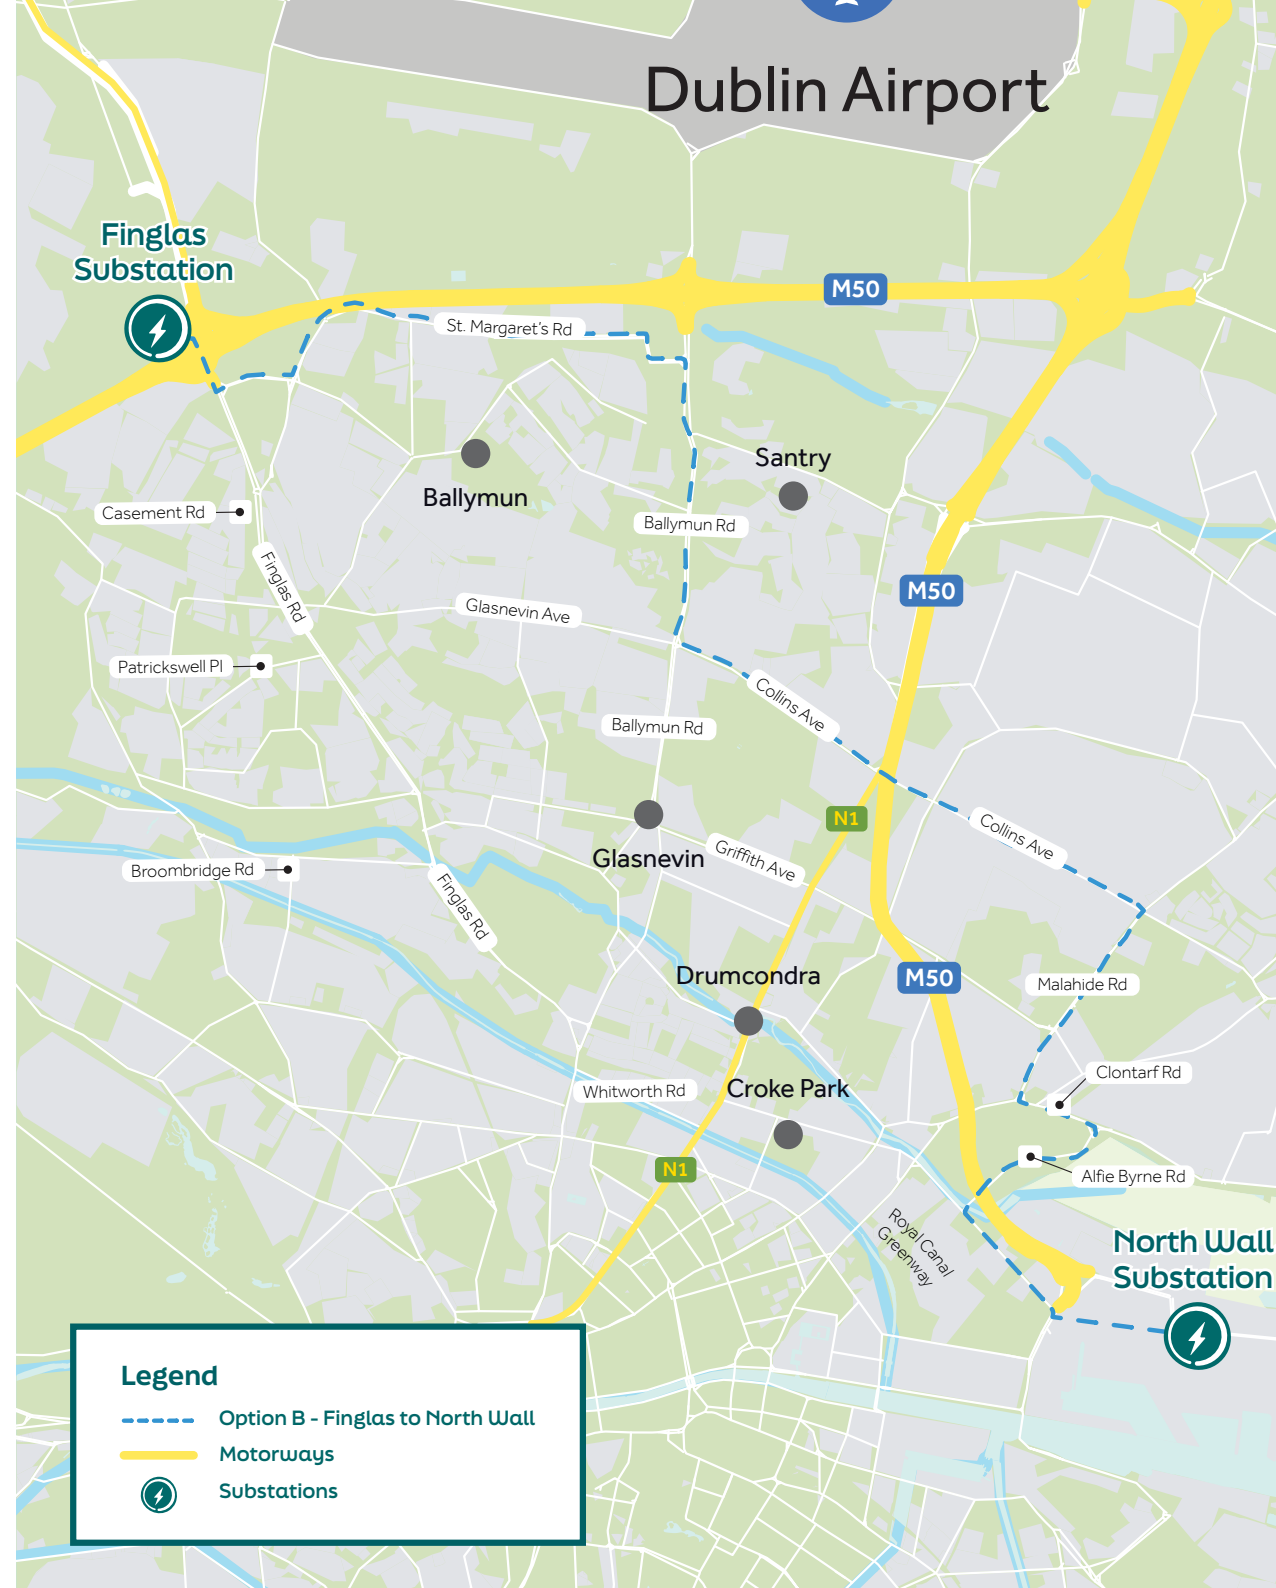 Dublin Airport
Finglas
Substation
M50
St. Margaret's Rd
Santry
Ballymun
Casement Rd
Ballymun Rd
Finglas Rd
M50
Glasnevin Ave
Patrickswell Pl
Collins Ave
Ballymun Rd
N1
Collins Ave
Glasnevin
Griffith Ave
Broombridge Rd
Finglas Rd
Drumcondra
M50
Malahide Rd
Clontarf Rd
Whitworth Rd
Croke Park
N1
Alfie Byrne Rd
Royal Canal
Greenway
North Wall
Substation
Legend
Option B - Finglas to North Wall
Motorways
Substations